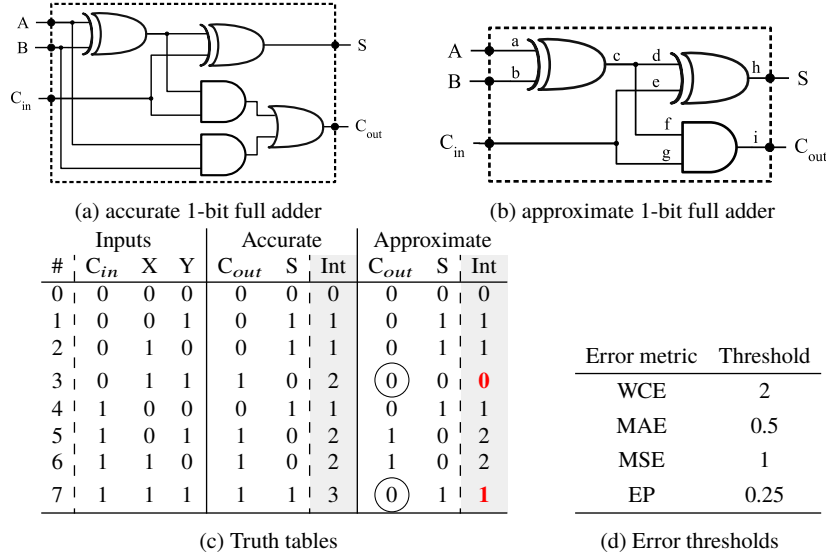 A
B
C_in
S
C_out
(a) accurate 1-bit full adder
A
B
C_in
a
b
c
d
e
f
g
h
i
S
C_out
(b) approximate 1-bit full adder
Inputs Accurate Approximate
# C_in X Y C_out S Int C_out S Int
0 0 0 0 0 0 0 0 0 0
1 0 0 1 0 1 1 0 1 1
2 0 1 0 0 1 1 0 1 1
3 0 1 1 1 0 2 0 0 0
4 1 0 0 0 1 1 0 1 1
5 1 0 1 1 0 2 1 0 2
6 1 1 0 1 0 2 1 0 2
7 1 1 1 1 1 3 0 1 1
(c) Truth tables
Error metric Threshold
WCE 2
MAE 0.5
MSE 1
EP 0.25
(d) Error thresholds